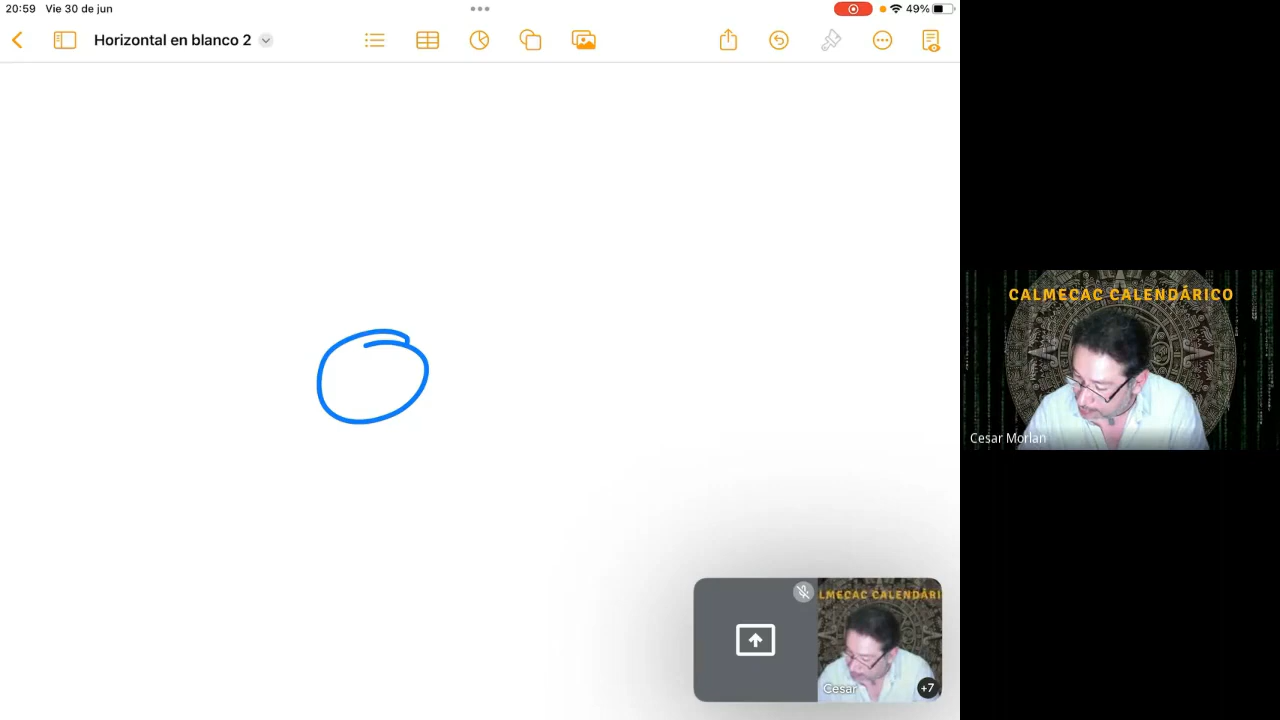 20:59 Vie 30 de jun
49%
Horizontal en blanco 2
CALMECAC CALENDÁRICO
Cesar Morlan
LMECAC CALENDÁRI
Cesar
+7